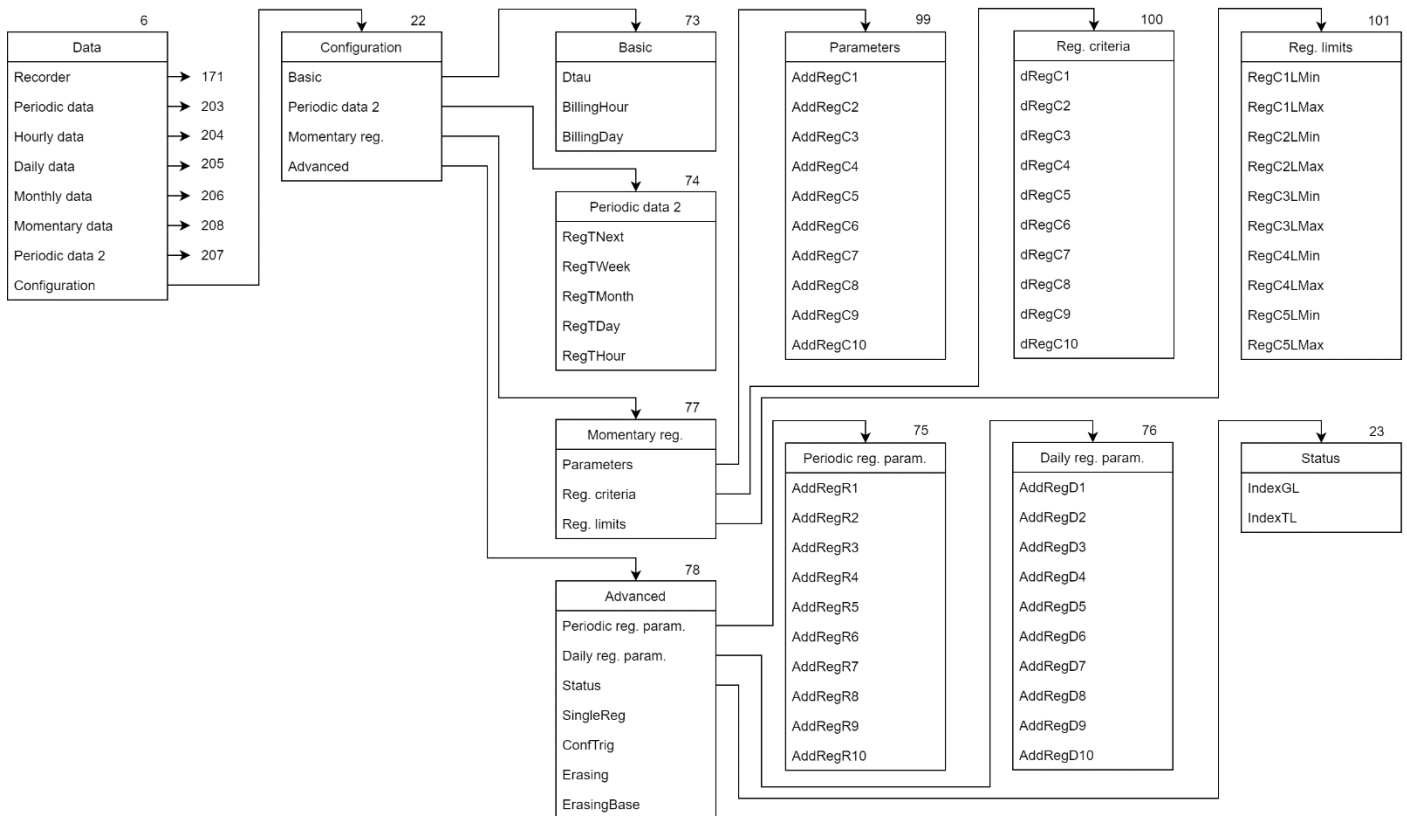 6
Data
Recorder
171
Periodic data
203
Hourly data
204
Daily data
205
Monthly data
206
Momentary data
208
Periodic data 2
207
Configuration
22
Configuration
Basic
Periodic data 2
Momentary reg.
Advanced
73
Basic
Dtau
BillingHour
BillingDay
74
Periodic data 2
RegTNext
RegTWeek
RegTMonth
RegTDay
RegTHour
77
Momentary reg.
Parameters
Reg. criteria
Reg. limits
78
Advanced
Periodic reg. param.
Daily reg. param.
Status
SingleReg
ConfTrig
Erasing
ErasingBase
99
Parameters
AddRegC1
AddRegC2
AddRegC3
AddRegC4
AddRegC5
AddRegC6
AddRegC7
AddRegC8
AddRegC9
AddRegC10
100
Reg. criteria
dRegC1
dRegC2
dRegC3
dRegC4
dRegC5
dRegC6
dRegC7
dRegC8
dRegC9
dRegC10
101
Reg. limits
RegC1LMin
RegC1LMax
RegC2LMin
RegC2LMax
RegC3LMin
RegC3LMax
RegC4LMin
RegC4LMax
RegC5LMin
RegC5LMax
75
Periodic reg. param.
AddRegR1
AddRegR2
AddRegR3
AddRegR4
AddRegR5
AddRegR6
AddRegR7
AddRegR8
AddRegR9
AddRegR10
76
Daily reg. param.
AddRegD1
AddRegD2
AddRegD3
AddRegD4
AddRegD5
AddRegD6
AddRegD7
AddRegD8
AddRegD9
AddRegD10
23
Status
IndexGL
IndexTL